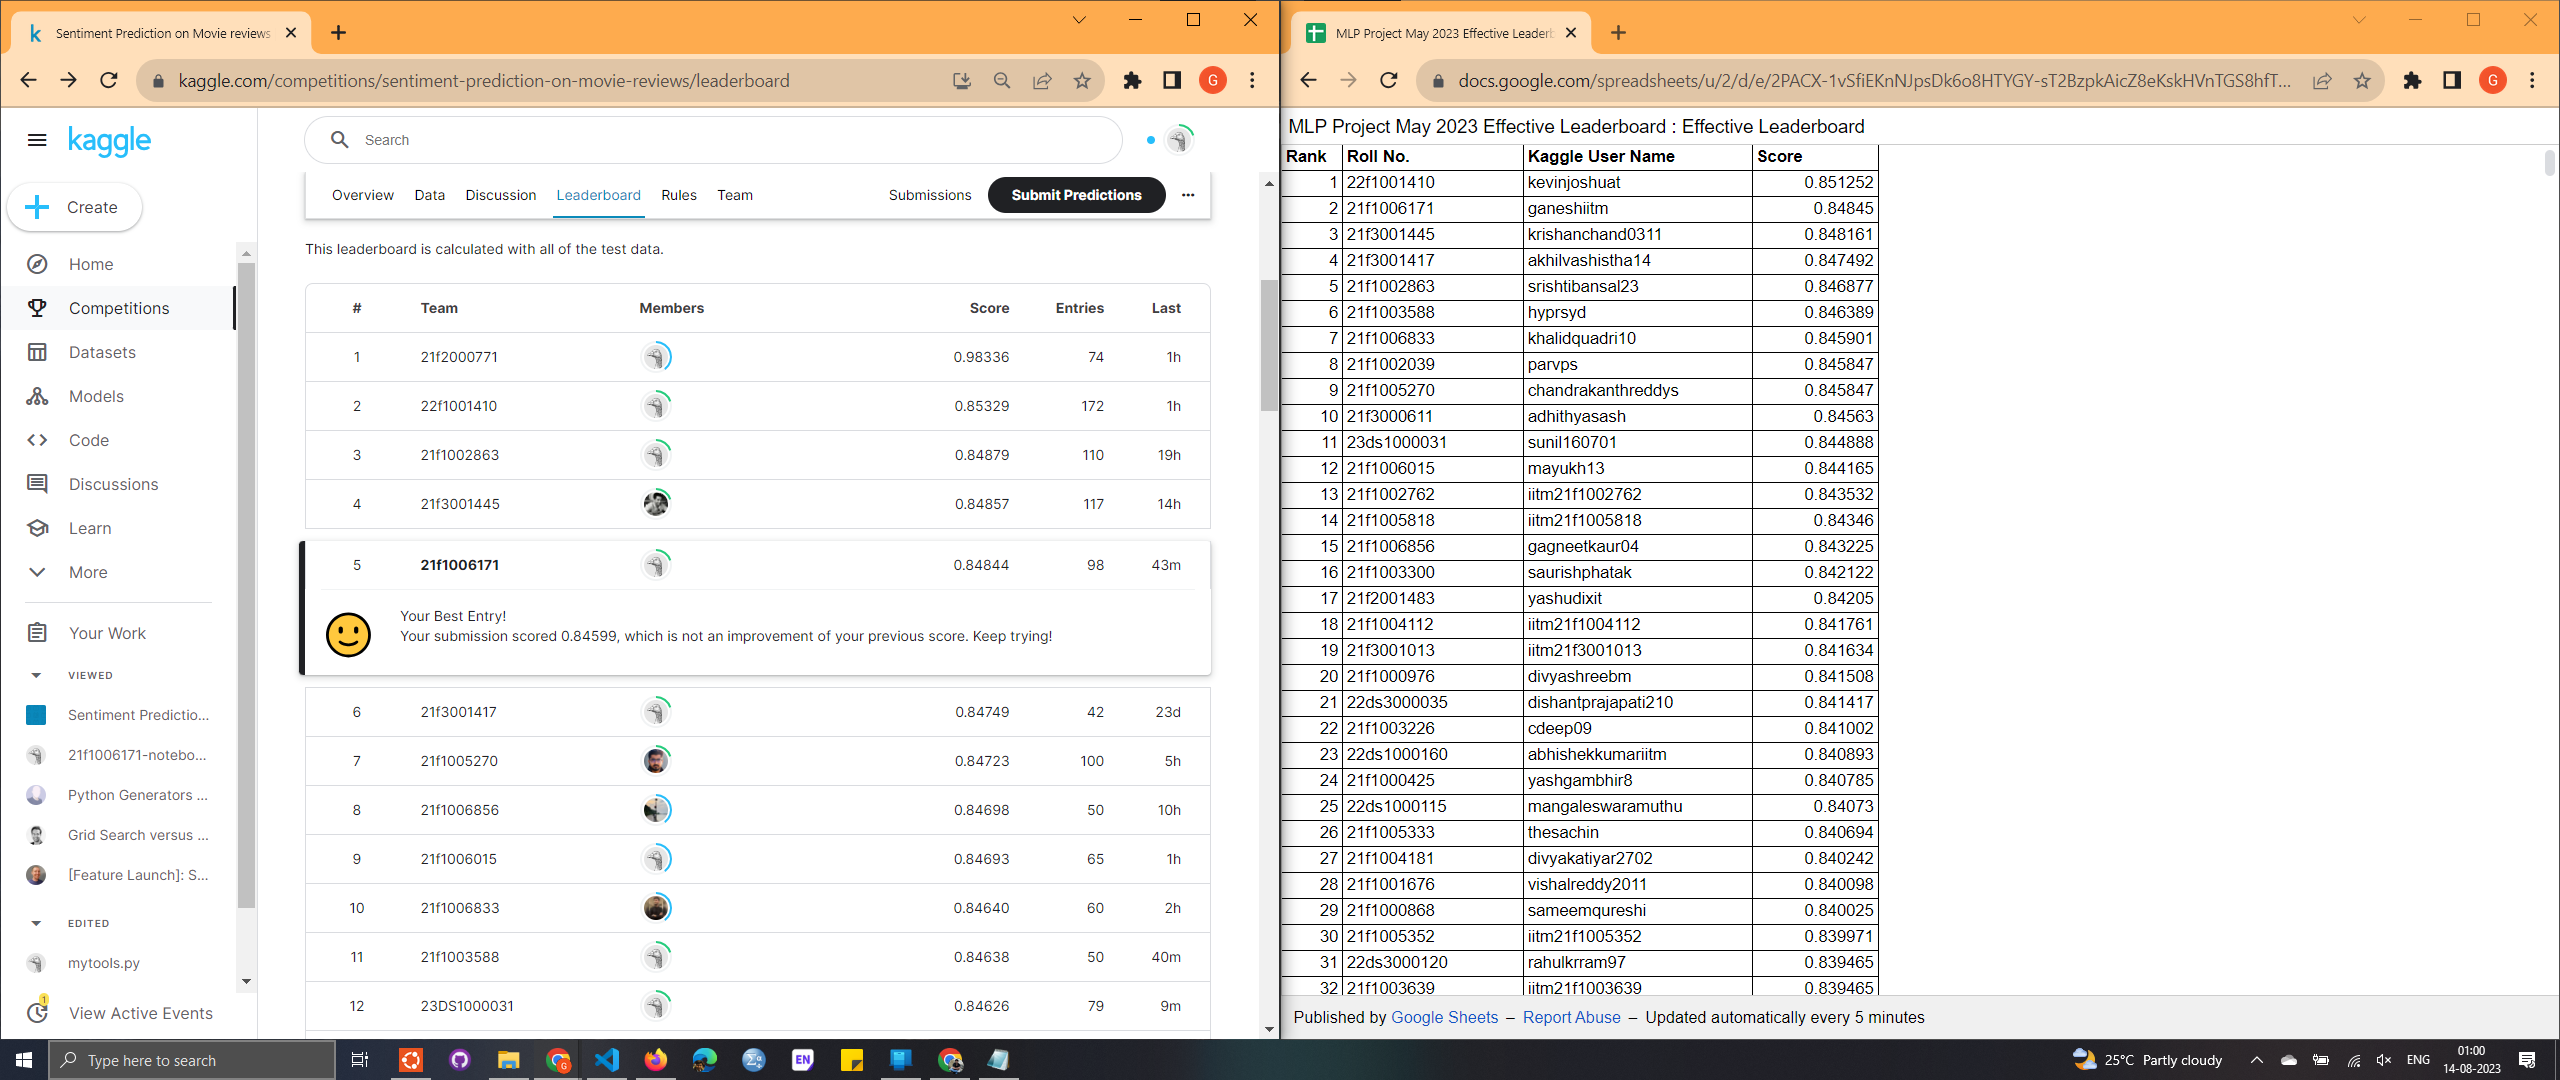 Sentiment Prediction on Movie reviews
kaggle.com/competitions/sentiment-prediction-on-movie-reviews/leaderboard
G
kaggle
Search
Create
Home
Competitions
Datasets
Models
Code
Discussions
Learn
More
Your Work
VIEWED
Sentiment Predictio...
21f1006171-notebo...
Python Generators ...
Grid Search versus ...
[Feature Launch]: S...
EDITED
mytools.py
1
View Active Events
Overview Data Discussion Leaderboard Rules Team Submissions Submit Predictions ...
This leaderboard is calculated with all of the test data.
# Team Members Score Entries Last
1 21f2000771 0.98336 74 1h
2 22f1001410 0.85329 172 1h
3 21f1002863 0.84879 110 19h
4 21f3001445 0.84857 117 14h
5 21f1006171 0.84844 98 43m
Your Best Entry!
Your submission scored 0.84599, which is not an improvement of your previous score. Keep trying!
6 21f3001417 0.84749 42 23d
7 21f1005270 0.84723 100 5h
8 21f1006856 0.84698 50 10h
9 21f1006015 0.84693 65 1h
10 21f1006833 0.84640 60 2h
11 21f1003588 0.84638 50 40m
12 23DS1000031 0.84626 79 9m
MLP Project May 2023 Effective Leaderb
docs.google.com/spreadsheets/u/2/d/e/2PACX-1vSfiEKnNJpsDk6o8HTYGY-sT2BzpkAicZ8eKskHVnTGS8hfT...
G
MLP Project May 2023 Effective Leaderboard : Effective Leaderboard
Rank Roll No. Kaggle User Name Score
1 22f1001410 kevinjoshuat 0.851252
2 21f1006171 ganeshiitm 0.84845
3 21f3001445 krishanchand0311 0.848161
4 21f3001417 akhilvashistha14 0.847492
5 21f1002863 srishtibansal23 0.846877
6 21f1003588 hyprsyd 0.846389
7 21f1006833 khalidquadri10 0.845901
8 21f1002039 parvps 0.845847
9 21f1005270 chandrakanthreddys 0.845847
10 21f3000611 adhithyasash 0.84563
11 23ds1000031 sunil160701 0.844888
12 21f1006015 mayukh13 0.844165
13 21f1002762 iitm21f1002762 0.843532
14 21f1005818 iitm21f1005818 0.84346
15 21f1006856 gagneetkaur04 0.843225
16 21f1003300 saurishphatak 0.842122
17 21f2001483 yashudixit 0.84205
18 21f1004112 iitm21f1004112 0.841761
19 21f3001013 iitm21f3001013 0.841634
20 21f1000976 divyashreebm 0.841508
21 22ds3000035 dishantprajapati210 0.841417
22 21f1003226 cdeep09 0.841002
23 22ds1000160 abhishekkumariitm 0.840893
24 21f1000425 yashgambhir8 0.840785
25 22ds1000115 mangaleswaramuthu 0.84073
26 21f1005333 thesachin 0.840694
27 21f1004181 divyakatiyar2702 0.840242
28 21f1001676 vishalreddy2011 0.840098
29 21f1000868 sameemqureshi 0.840025
30 21f1005352 iitm21f1005352 0.839971
31 22ds3000120 rahulkrram97 0.839465
32 21f1003639 iitm21f1003639 0.839465
Published by Google Sheets – Report Abuse – Updated automatically every 5 minutes
Type here to search
EN
25°C Partly cloudy
ENG
01:00
14-08-2023